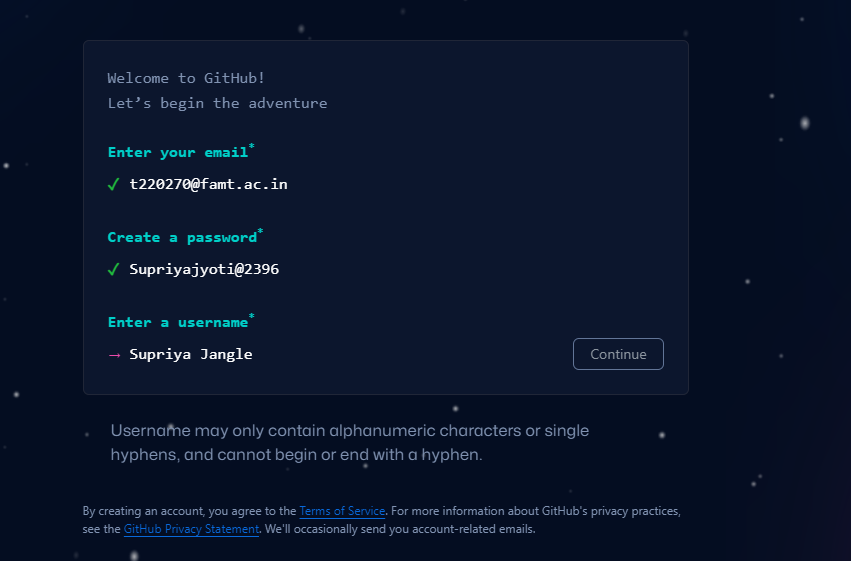 Welcome to GitHub!
Let’s begin the adventure
Enter your email*
✓ t220270@famt.ac.in
Create a password*
✓ Supriyajyoti@2396
Enter a username*
→ Supriya Jangle
Continue
Username may only contain alphanumeric characters or single
hyphens, and cannot begin or end with a hyphen.
By creating an account, you agree to the Terms of Service. For more information about GitHub's privacy practices,
see the GitHub Privacy Statement. We'll occasionally send you account-related emails.